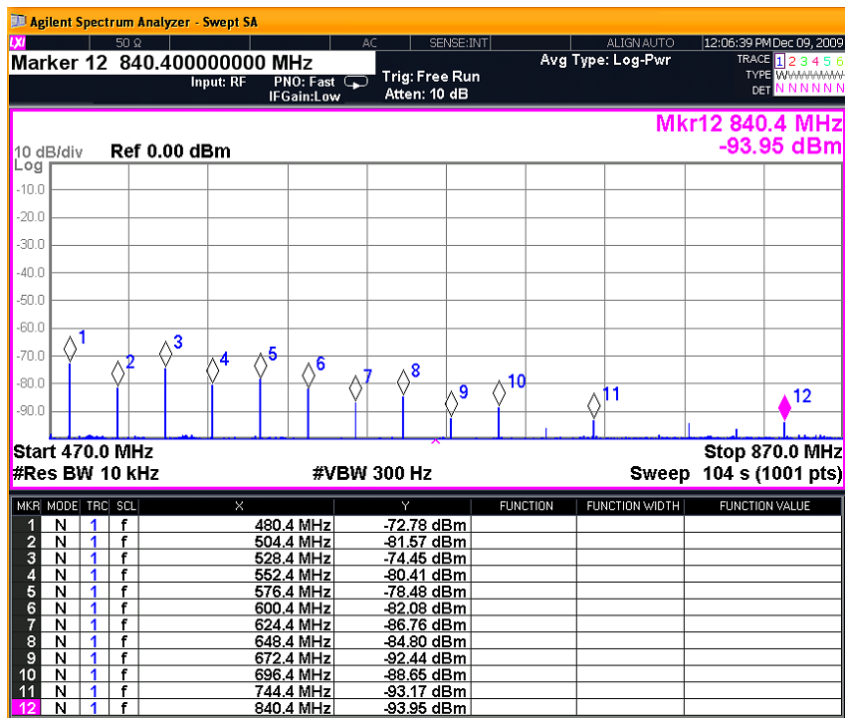 Agilent Spectrum Analyzer - Swept SA
LXI 50 Ω AC SENSE:INT ALIGN AUTO 12:06:39 PM Dec 09, 2009
Marker 12 840.400000000 MHz
Input: RF PNO: Fast IFGain:Low
Trig: Free Run
Atten: 10 dB
Avg Type: Log-Pwr
TRACE 1 2 3 4 5 6
TYPE W
DET N N N N N N
Mkr12 840.4 MHz
-93.95 dBm
10 dB/div Ref 0.00 dBm
Log
-10.0
-20.0
-30.0
-40.0
-50.0
-60.0
-70.0
-80.0
-90.0
1 2 3 4 5 6 7 8 9 10 11 12
Start 470.0 MHz Stop 870.0 MHz
#Res BW 10 kHz #VBW 300 Hz Sweep 104 s (1001 pts)
MKR MODE TRC SCL X Y FUNCTION FUNCTION WIDTH FUNCTION VALUE
1 N 1 f 480.4 MHz -72.78 dBm
2 N 1 f 504.4 MHz -81.57 dBm
3 N 1 f 528.4 MHz -74.45 dBm
4 N 1 f 552.4 MHz -80.41 dBm
5 N 1 f 576.4 MHz -78.48 dBm
6 N 1 f 600.4 MHz -82.08 dBm
7 N 1 f 624.4 MHz -86.76 dBm
8 N 1 f 648.4 MHz -84.80 dBm
9 N 1 f 672.4 MHz -92.44 dBm
10 N 1 f 696.4 MHz -88.65 dBm
11 N 1 f 744.4 MHz -93.17 dBm
12 N 1 f 840.4 MHz -93.95 dBm